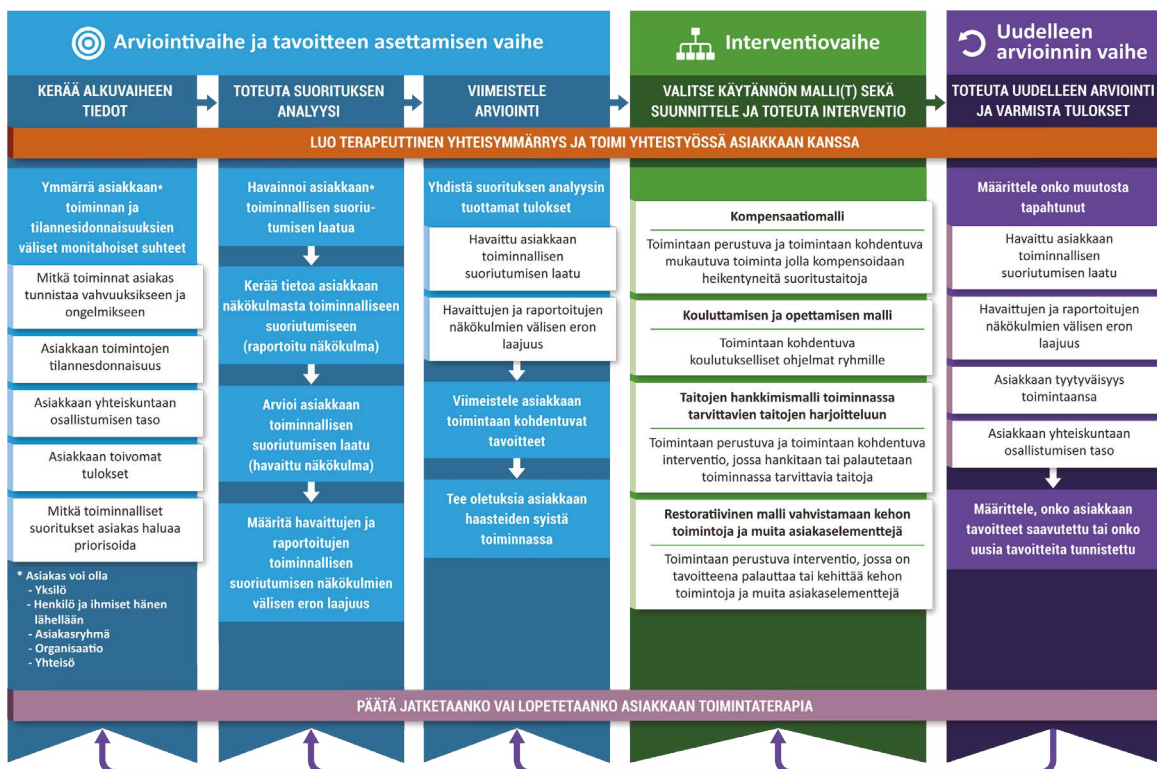 Arviointivaihe ja tavoitteen asettamisen vaihe
Interventiovaihe
Uudelleen
arvioinnin vaihe
KERÄÄ ALKUVAIHEEN
TIEDOT
TOTEUTA SUORITUKSEN
ANALYYSI
VIIMEISTELE
ARVIOINTI
VALITSE KÄYTÄNNÖN MALLI(T) SEKÄ
SUUNNITTELE JA TOTEUTA INTERVENTIO
TOTEUTA UUDELLEEN ARVIOINTI
JA VARMISTA TULOKSET
LUO TERAPEUTTINEN YHTEISYMMÄRRYS JA TOIMI YHTEISTYÖSSÄ ASIAKKAAN KANSSA
Ymmärrä asiakkaan*
toiminnan ja
tilannesidonnaisuuksien
väliset monitahoiset suhteet
Mitkä toiminnat asiakas
tunnistaa vahvuuksikseen ja
ongelmikseen
Asiakkaan toimintojen
tilannesdonnaisuus
Asiakkaan yhteiskuntaan
osallistumisen taso
Asiakkaan toivomat
tulokset
Mitkä toiminnalliset
suoritukset asiakas haluaa
priorisoida
* Asiakas voi olla
- Yksilö
- Henkilö ja ihmiset hänen
lähellään
- Asiakasryhmä
- Organisaatio
- Yhteisö
Havainnoi asiakkaan*
toiminnallisen suoriu-
tumisen laatua
Kerää tietoa asiakkaan
näkökulmasta toiminnalliseen
suoriutumiseen
(raportoitu näkökulma)
Arvioi asiakkaan
toiminnallisen
suoriutumisen laatu
(havaittu näkökulma)
Määritä havaittujen ja
raportoitujen
toiminnallisen
suoriutumisen näkökulmien
välisen eron laajuus
Yhdistä suorituksen analyysin
tuottamat tulokset
Havaittu asiakkaan
toiminnallisen
suoriutumisen laatu
Havaittujen ja raportoitujen
näkökulmien välisen eron
laajuus
Viimeistele asiakkaan
toimintaan kohdentuvat
tavoitteet
Tee oletuksia asiakkaan
haasteiden syistä
toiminnassa
Kompensaatiomalli
Toimintaan perustuva ja toimintaan kohdentuva
mukautuva toiminta jolla kompensoidaan
heikentyneitä suoritustaitoja
Kouluttamisen ja opettamisen malli
Toimintaan kohdentuva
koulutukselliset ohjelmat ryhmille
Taitojen hankkimismalli toiminnassa
tarvittavien taitojen harjoitteluun
Toimintaan perustuva ja toimintaan kohdentuva
interventio, jossa hankitaan tai palautetaan
toiminnassa tarvittavia taitoja
Restoratiivinen malli vahvistamaan kehon
toimintoja ja muita asiakaselementtejä
Toimintaan perustuva interventio, jossa on
tavoitteena palauttaa tai kehittää kehon
toimintoja ja muita asiakaselementtejä
Määrittele onko muutosta
tapahtunut
Havaittu asiakkaan
toiminnallisen
suoriutumisen laatu
Havaittujen ja raportoitujen
näkökulmien välisen eron
laajuus
Asiakkaan tyytyväisyys
toimintaansa
Asiakkaan yhteiskuntaan
osallistumisen taso
Määrittele, onko asiakkaan
tavoitteet saavutettu tai onko
uusia tavoitteita tunnistettu
PÄÄTÄ JATKETAANKO VAI LOPETETAANKO ASIAKKAAN TOIMINTATERAPIA